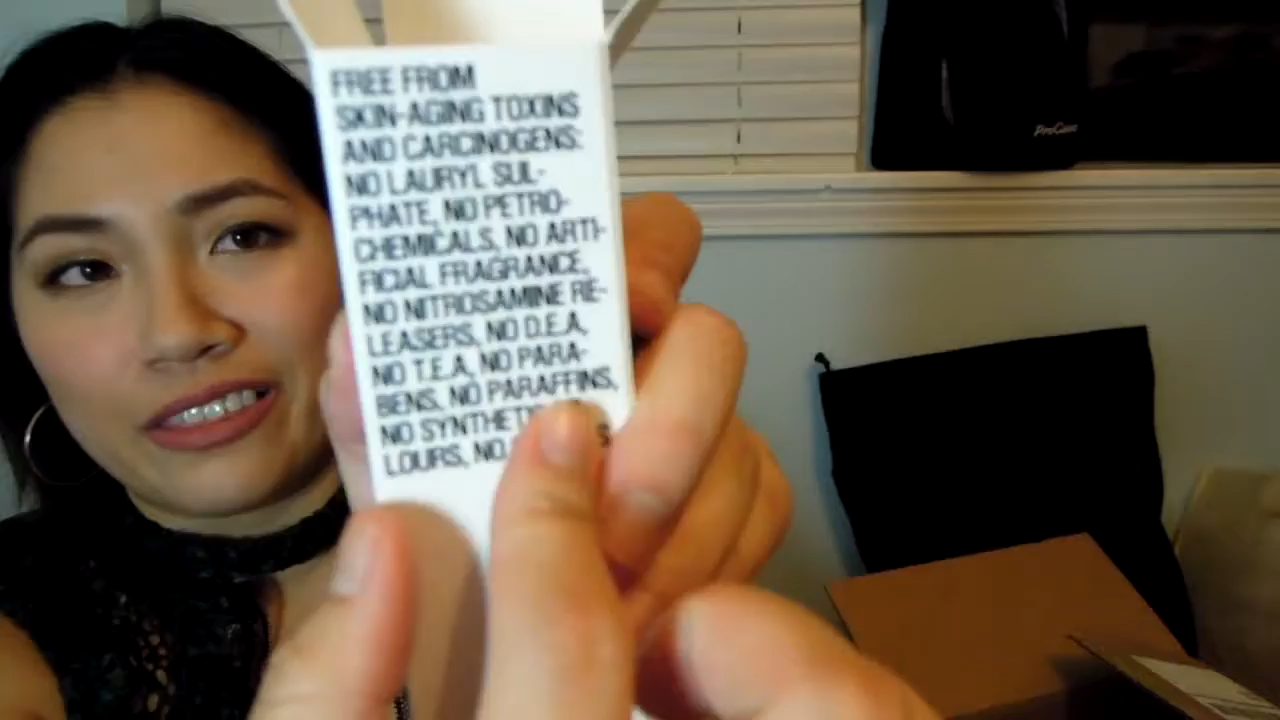 FREE FROM
SKIN-AGING TOXINS
AND CARCINOGENS:
NO LAURYL SUL-
PHATE, NO PETRO-
CHEMICALS, NO ARTI-
FICIAL FRAGRANCE,
NO NITROSAMINE RE-
LEASERS, NO D.E.A,
NO T.E.A, NO PARA-
BENS, NO PARAFFINS,
NO
LOURS, NO